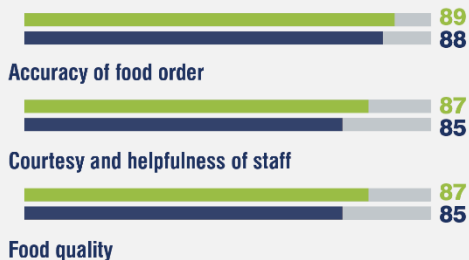 89
88
Accuracy of food order
87
85
Courtesy and helpfulness of staff
87
85
Food quality